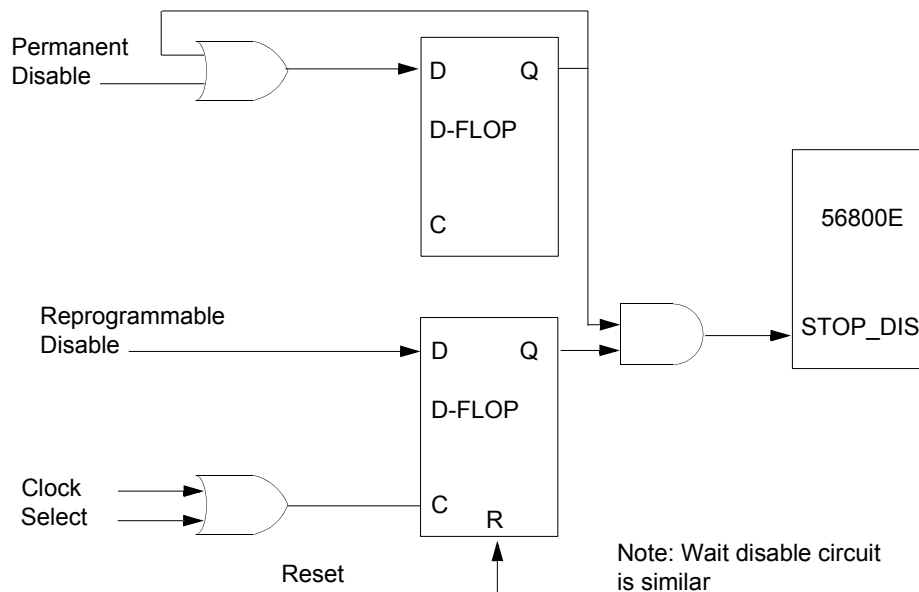 Permanent
Disable
D Q
D-FLOP
C
56800E
STOP_DIS
Reprogrammable
Disable
D Q
D-FLOP
Clock
Select
C
R
Reset
Note: Wait disable circuit
is similar